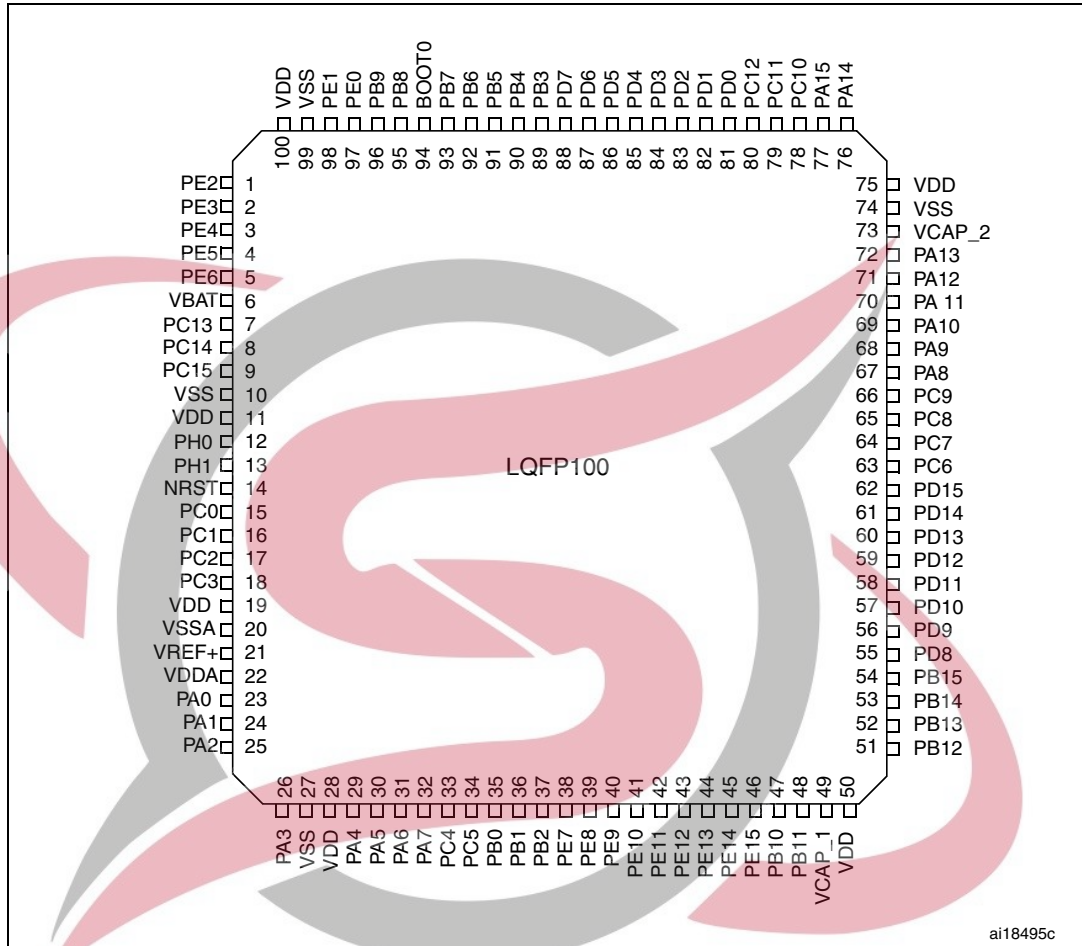 VDD
VSS
PE1
PE0
PB9
PB8
BOOT0
PB7
PB6
PB5
PB4
PB3
PD7
PD6
PD5
PD4
PD3
PD2
PD1
PD0
PC12
PC11
PC10
PA15
PA14
100
99
98
97
96
95
94
93
92
91
90
89
88
87
86
85
84
83
82
81
80
79
78
77
76
PE2 1
PE3 2
PE4 3
PE5 4
PE6 5
VBAT 6
PC13 7
PC14 8
PC15 9
VSS 10
VDD 11
PH0 12
PH1 13
NRST 14
PC0 15
PC1 16
PC2 17
PC3 18
VDD 19
VSSA 20
VREF+ 21
VDDA 22
PA0 23
PA1 24
PA2 25
LQFP100
75 VDD
74 VSS
73 VCAP_2
72 PA13
71 PA12
70 PA 11
69 PA10
68 PA9
67 PA8
66 PC9
65 PC8
64 PC7
63 PC6
62 PD15
61 PD14
60 PD13
59 PD12
58 PD11
57 PD10
56 PD9
55 PD8
54 PB15
53 PB14
52 PB13
51 PB12
26
27
28
29
30
31
32
33
34
35
36
37
38
39
40
41
42
43
44
45
46
47
48
49
50
PA3
VSS
VDD
PA4
PA5
PA6
PA7
PC4
PC5
PB0
PB1
PB2
PE7
PE8
PE9
PE10
PE11
PE12
PE13
PE14
PE15
PB10
PB11
VCAP_1
VDD
ai18495c